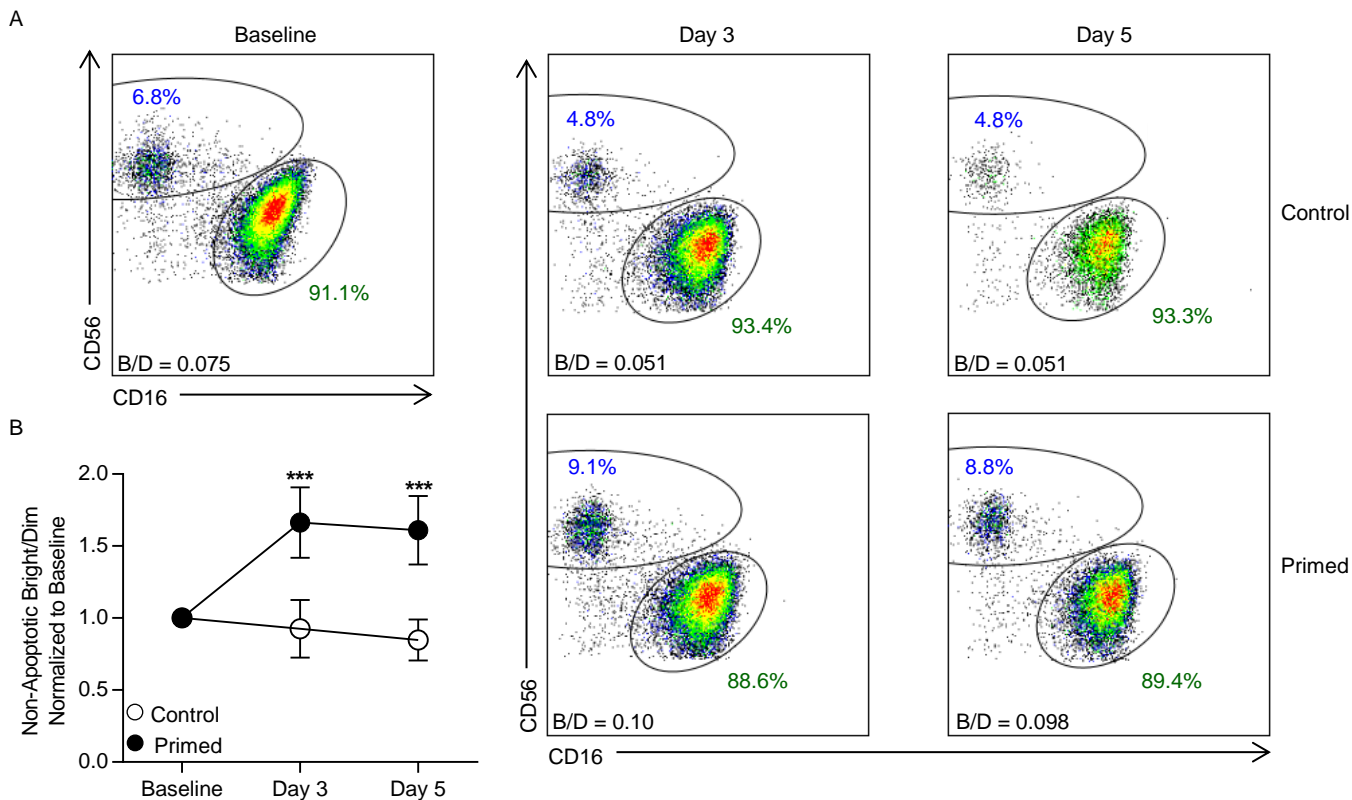 A
Baseline
Day 3
Day 5
6.8%
91.1%
B/D = 0.075
CD56
CD16
4.8%
93.4%
B/D = 0.051
4.8%
93.3%
B/D = 0.051
Control
9.1%
88.6%
B/D = 0.10
8.8%
89.4%
B/D = 0.098
Primed
CD56
CD16
B
Non-Apoptotic Bright/Dim
Normalized to Baseline
2.0
1.5
1.0
0.5
0.0
***
***
Control
Primed
Baseline
Day 3
Day 5